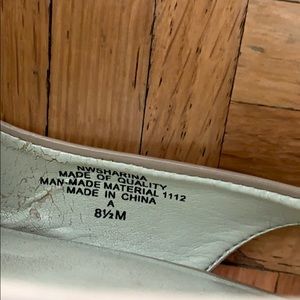 NWSHARINA
MADE OF QUALITY
MAN-MADE MATERIAL 1112
MADE IN CHINA
A
8½M